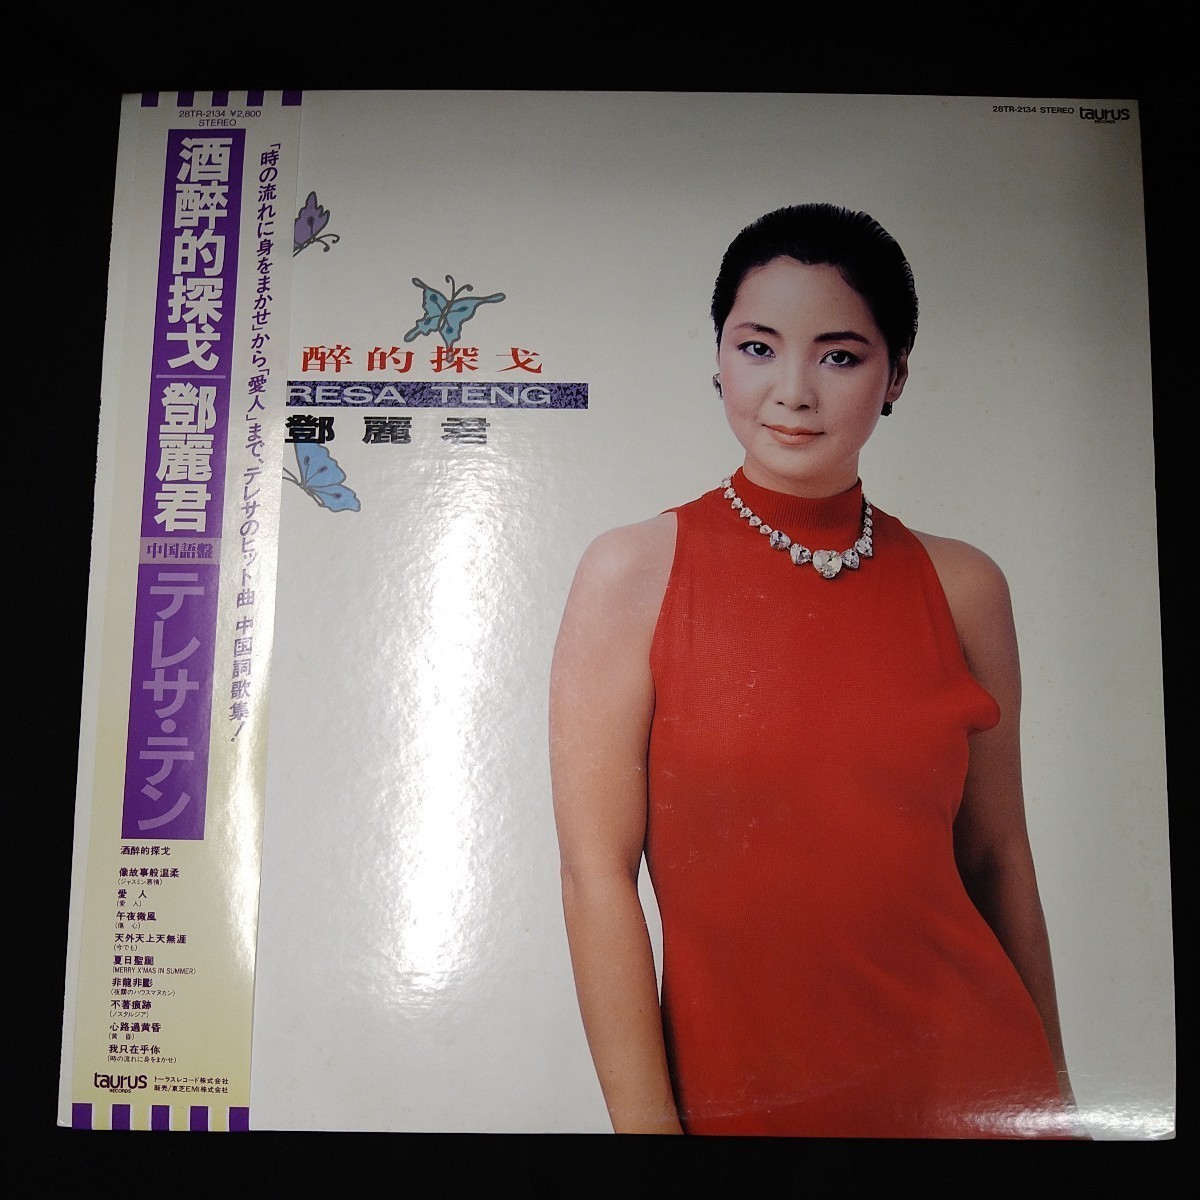 28TR-2134 ¥2,800
STEREO
酒醉的探戈 鄧麗君
中国語盤
テレサ・テン
「時の流れに身をまかせ」から「愛人」まで、テレサのヒット曲 中国詞歌集!
酒醉的探戈
像故事般温柔
(ジャスミン慕情)
愛 人
(愛 人)
午夜微風
(傷 心)
天外天上天無涯
(今でも)
夏日聖誕
(MERRY X'MAS IN SUMMER)
非龍非影
(夜霧のハウスマヌカン)
不著痕跡
(ノスタルジア)
心路過黄昏
(黄 昏)
我只在乎你
(時の流れに身をまかせ)
taurus
RECORDS
トーラスレコード株式会社
販売/東芝EMI株式会社
28TR-2134 STEREO taurus
RECORDS
醉的探戈
RESA TENG
鄧麗君